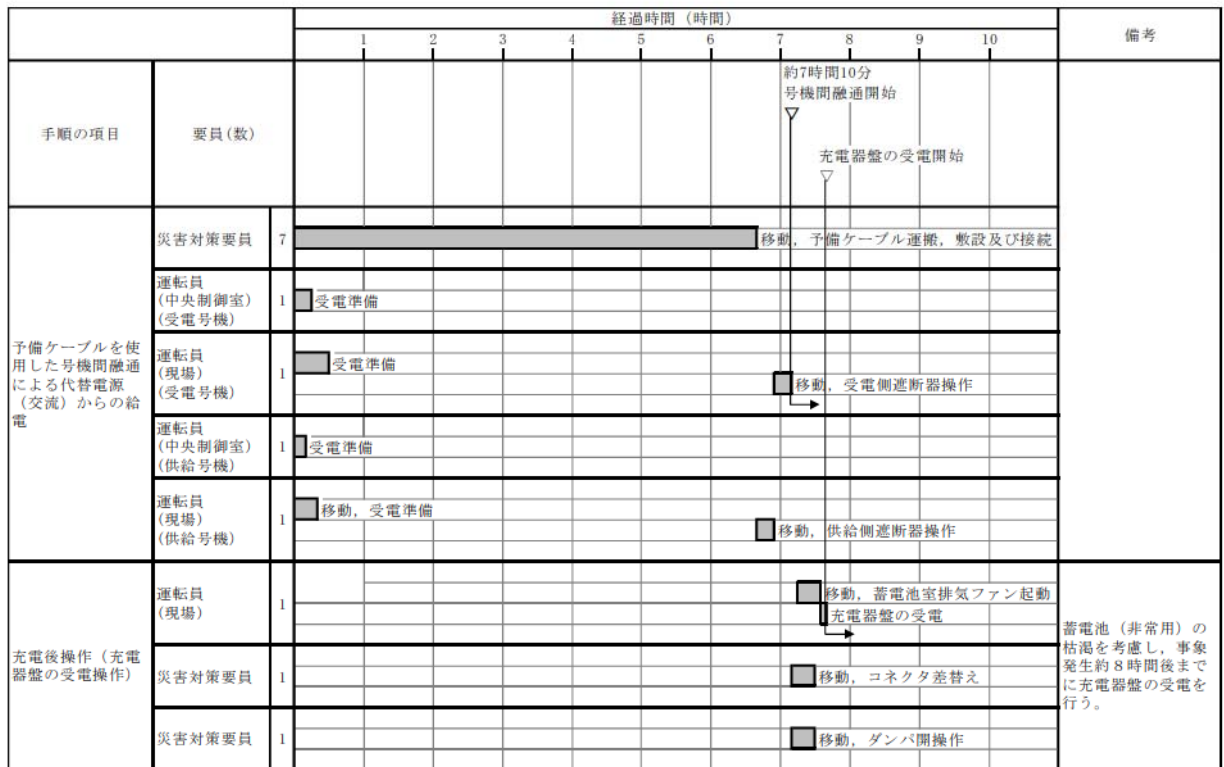 経過時間（時間）
備考
1 2 3 4 5 6 7 8 9 10
手順の項目
要員(数)
約7時間10分
号機間融通開始
充電器盤の受電開始
予備ケーブルを使
用した号機間融通
による代替電源
（交流）からの給
電
災害対策要員
7
移動，予備ケーブル運搬，敷設及び接続
運転員
(中央制御室)
(受電号機)
1
受電準備
運転員
(現場)
(受電号機)
1
受電準備
移動，受電側遮断器操作
運転員
(中央制御室)
(供給号機)
1
受電準備
運転員
(現場)
(供給号機)
1
移動，受電準備
移動，供給側遮断器操作
充電後操作（充電
器盤の受電操作）
運転員
(現場)
1
移動，蓄電池室排気ファン起動
充電器盤の受電
災害対策要員
1
移動，コネクタ差替え
災害対策要員
1
移動，ダンパ開操作
蓄電池（非常用）の
枯渇を考慮し，事象
発生約８時間後まで
に充電器盤の受電を
行う。